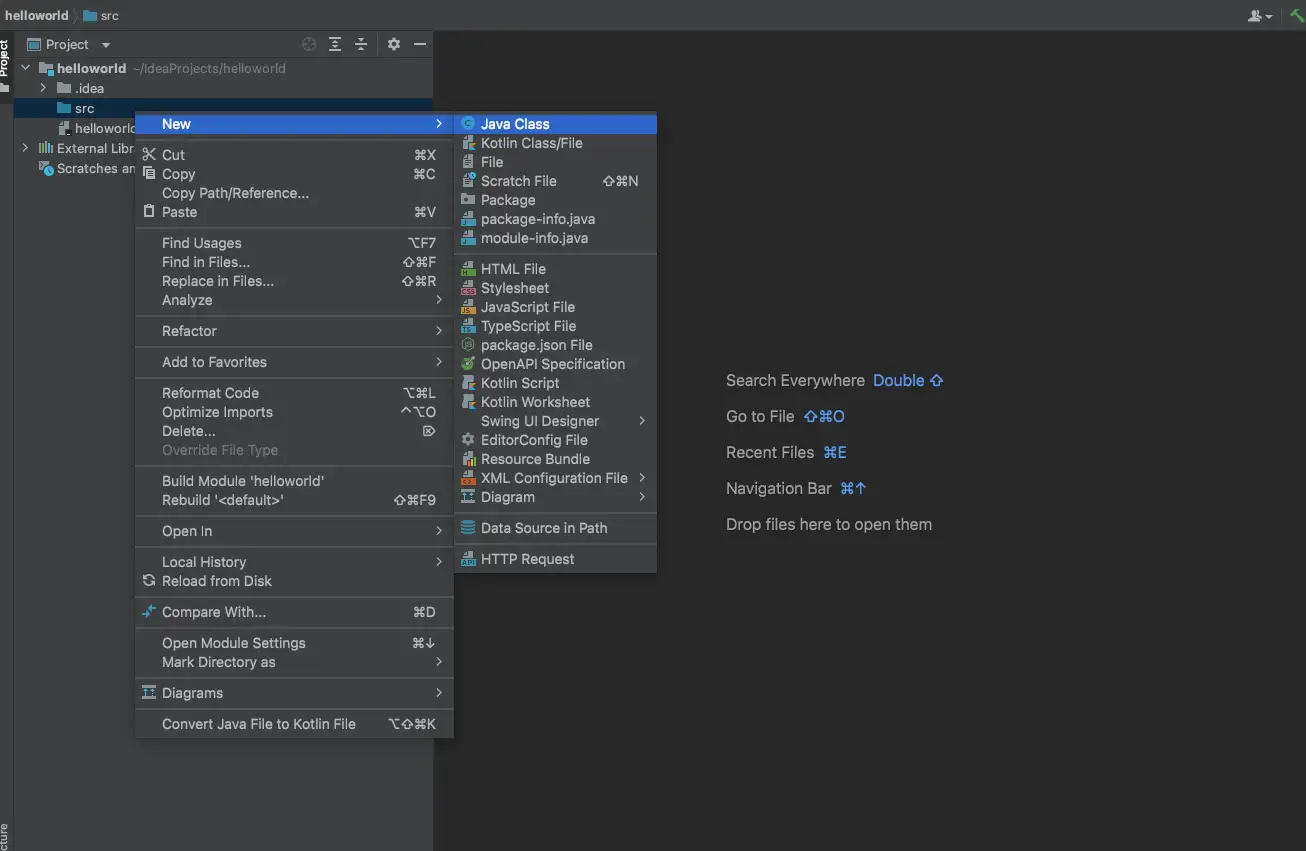 helloworld src
Project
Project
helloworld ~/IdeaProjects/helloworld
.idea
src
helloworld
External Libr
Scratches an
New
Cut ⌘X
Copy ⌘C
Copy Path/Reference...
Paste ⌘V
Find Usages ⌥F7
Find in Files... ⇧⌘F
Replace in Files... ⇧⌘R
Analyze
Refactor
Add to Favorites
Reformat Code ⌥⌘L
Optimize Imports ^⌥O
Delete... ⌦
Override File Type
Build Module 'helloworld'
Rebuild '<default>' ⇧⌘F9
Open In
Local History
Reload from Disk
Compare With... ⌘D
Open Module Settings ⌘↓
Mark Directory as
Diagrams
Convert Java File to Kotlin File ⌥⇧⌘K
Java Class
Kotlin Class/File
File
Scratch File ⇧⌘N
Package
package-info.java
module-info.java
HTML File
Stylesheet
JavaScript File
TypeScript File
package.json File
OpenAPI Specification
Kotlin Script
Kotlin Worksheet
Swing UI Designer
EditorConfig File
Resource Bundle
XML Configuration File
Diagram
Data Source in Path
HTTP Request
Search Everywhere Double ⇧
Go to File ⇧⌘O
Recent Files ⌘E
Navigation Bar ⌘↑
Drop files here to open them
cture